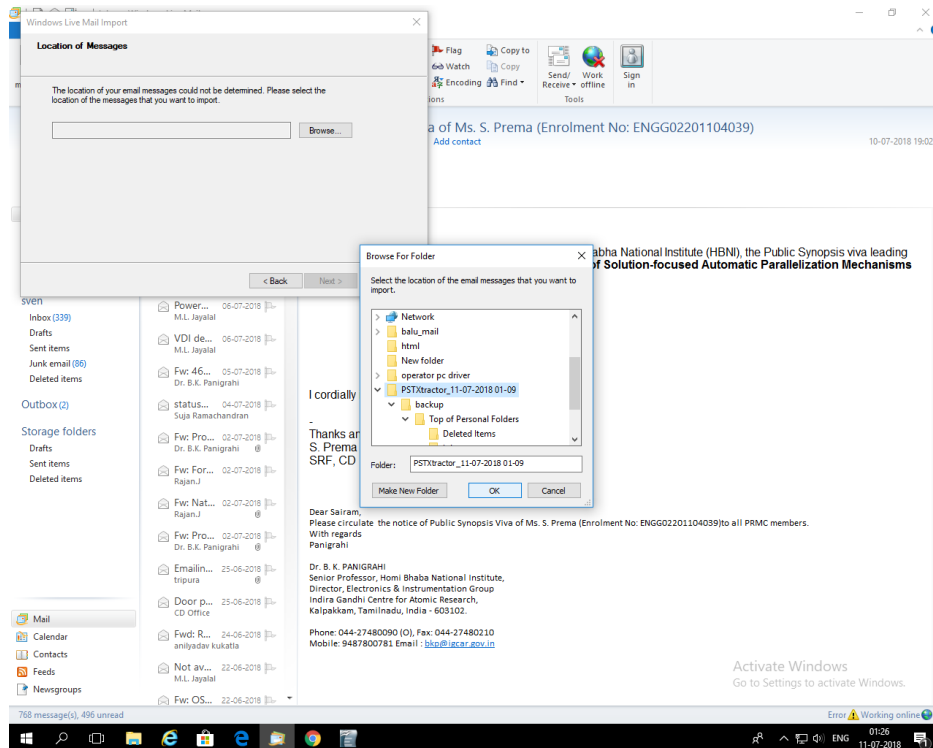 Windows Live Mail Import
Location of Messages
The location of your email messages could not be determined. Please select the
location of the messages that you want to import.
Browse...
< Back
Next >
Flag
Copy to
Watch
Copy
Encoding
Find
Send/
Receive
Work
offline
Sign
in
ions
Tools
a of Ms. S. Prema (Enrolment No: ENGG02201104039)
Add contact
10-07-2018 19:02
abha National Institute (HBNI), the Public Synopsis viva leading
of Solution-focused Automatic Parallelization Mechanisms
Browse For Folder
Select the location of the email messages that you want to
import.
Network
balu_mail
html
New folder
operator pc driver
PSTXtractor_11-07-2018 01-09
backup
Top of Personal Folders
Deleted Items
Folder:
PSTXtractor_11-07-2018 01-09
Make New Folder
OK
Cancel
sven
Inbox (339)
Drafts
Sent items
Junk email (86)
Deleted items
Outbox (2)
Storage folders
Drafts
Sent items
Deleted items
Power... 06-07-2018
M.L. Jayalal
VDI de... 06-07-2018
M.L. Jayalal
Fw: 46... 05-07-2018
Dr. B.K. Panigrahi
status... 04-07-2018
Suja Ramachandran
Fw: Pro... 02-07-2018
Dr. B.K. Panigrahi
Fw: For... 02-07-2018
Rajan.J
Fw: Nat... 02-07-2018
Rajan.J
Fw: Pro... 02-07-2018
Dr. B.K. Panigrahi
Emailin... 25-06-2018
tripura
Door p... 25-06-2018
CD Office
Fwd: R... 24-06-2018
anilyadav kukatla
Not av... 22-06-2018
M.L. Jayalal
Fw: OS... 22-06-2018
I cordially
-
Thanks an
S. Prema
SRF, CD
Dear Sairam,
Please circulate the notice of Public Synopsis Viva of Ms. S. Prema (Enrolment No: ENGG02201104039)to all PRMC members.
With regards
Panigrahi
Dr. B. K. PANIGRAHI
Senior Professor, Homi Bhaba National Institute,
Director, Electronics & Instrumentation Group
Indira Gandhi Centre for Atomic Research,
Kalpakkam, Tamilnadu, India - 603102.
Phone: 044-27480090 (O), Fax: 044-27480210
Mobile: 9487800781 Email : bkp@igcar.gov.in
Mail
Calendar
Contacts
Feeds
Newsgroups
Activate Windows
Go to Settings to activate Windows.
768 message(s), 496 unread
Error
Working online
ENG
01:26
11-07-2018